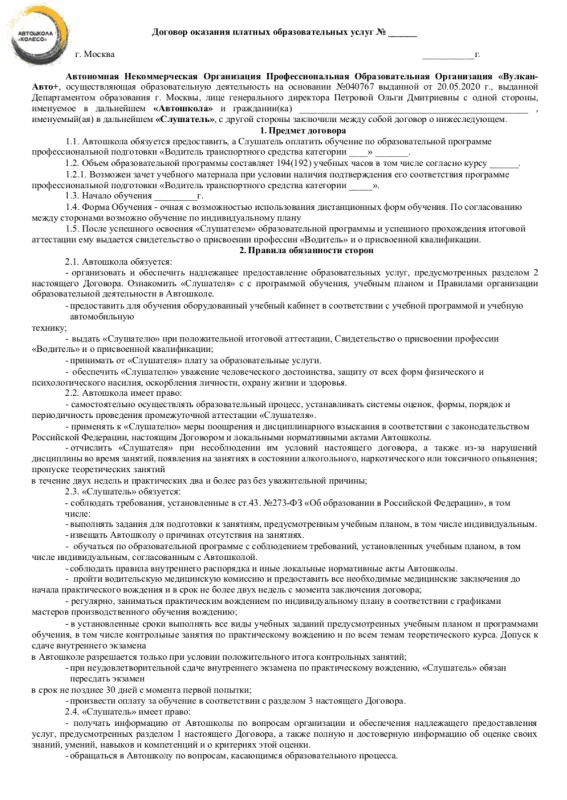 АВТОШКОЛА
«КОЛЕСО»
Договор оказания платных образовательных услуг № ______
г. Москва ___________г.
Автономная Некоммерческая Организация Профессиональная Образовательная Организация «Вулкан-
Авто+, осуществляющая образовательную деятельность на основании №040767 выданной от 20.05.2020 г, выданной
Департаментом образования г. Москвы, лице генерального директора Петровой Ольги Дмитриевны с одной стороны,
именуемое в дальнейшем «Автошкола» и гражданин(ка) ________________________________________________ ,
именуемый(ая) в дальнейшем «Слушатель», с другой стороны заключили между собой договор о нижеследующем.
1. Предмет договора
1.1. Автошкола обязуется предоставить, а Слушатель оплатить обучение по образовательной программе
профессиональной подготовки «Водитель транспортного средства категории ____» _______.
1.2. Объем образовательной программы составляет 194(192) учебных часов в том числе согласно курсу ______.
1.2.1. Возможен зачет учебного материала при условии наличия подтверждения его соответствия программе
профессиональной подготовки «Водитель транспортного средства категории _____».
1.3. Начало обучения _________г.
1.4. Форма Обучения - очная с возможностью использования дистанционных форм обучения. По согласованию
между сторонами возможно обучение по индивидуальному плану
1.5. После успешного освоения «Слушателем» образовательной программы и успешного прохождения итоговой
аттестации ему выдается свидетельство о присвоении профессии «Водитель» и о присвоенной квалификации.
2. Правила обязанности сторон
2.1. Автошкола обязуется:
- организовать и обеспечить надлежащее предоставление образовательных услуг, предусмотренных разделом 2
настоящего Договора. Ознакомить «Слушателя» с с программой обучения, учебным планом и Правилами организации
образовательной деятельности в Автошколе.
- предоставить для обучения оборудованный учебный кабинет в соответствии с учебной программой и учебную
автомобильную
технику;
- выдать «Слушателю» при положительной итоговой аттестации, Свидетельство о присвоении профессии
«Водитель» и о присвоенной квалификации;
- принимать от «Слушателя» плату за образовательные услуги.
- обеспечить «Слушателю» уважение человеческого достоинства, защиту от всех форм физического и
психологического насилия, оскорбления личности, охрану жизни и здоровья.
2.2. Автошкола имеет право:
- самостоятельно осуществлять образовательный процесс, устанавливать системы оценок, формы, порядок и
периодичность проведения промежуточной аттестации «Слушателя».
- применять к «Слушателю» меры поощрения и дисциплинарного взыскания в соответствии с законодательством
Российской Федерации, настоящим Договором и локальными нормативными актами Автошколы.
- отчислить «Слушателя» при несоблюдении им условий настоящего договора, а также из-за нарушений
дисциплины во время занятий, появления на занятиях в состоянии алкогольного, наркотического или токсичного опьянения;
пропуске теоретических занятий
в течение двух недель и практических два и более раз без уважительной причины;
2.3. «Слушатель» обязуется:
- соблюдать требования, установленные в ст.43. №273-ФЗ «Об образовании в Российской Федерации», в том
числе:
- выполнять задания для подготовки к занятиям, предусмотренным учебным планом, в том числе индивидуальным.
- извещать Автошколу о причинах отсутствия на занятиях.
- обучаться по образовательной программе с соблюдением требований, установленных учебным планом, в том
числе индивидуальным, согласованным с Автошколой.
- соблюдать правила внутреннего распорядка и иные локальные нормативные акты Автошколы.
- пройти водительскую медицинскую комиссию и предоставить все необходимые медицинские заключения до
начала практического вождения и в срок не более двух недель с момента заключения договора;
- регулярно, заниматься практическим вождением по индивидуальному плану в соответствии с графиками
мастеров производственного обучения вождению;
- в установленные сроки выполнять все виды учебных заданий предусмотренных учебным планом и программами
обучения, в том числе контрольные занятия по практическому вождению и по всем темам теоретического курса. Допуск к
сдаче внутреннего экзамена
в Автошколе разрешается только при условии положительного итога контрольных занятий;
- при неудовлетворительной сдаче внутреннего экзамена по практическому вождению, «Слушатель» обязан
пересдать экзамен
в срок не позднее 30 дней с момента первой попытки;
- произвести оплату за обучение в соответствии с разделом 3 настоящего Договора.
2.4. «Слушатель» имеет право:
- получать информацию от Автошколы по вопросам организации и обеспечения надлежащего предоставления
услуг, предусмотренных разделом 1 настоящего Договора, а также полную и достоверную информацию об оценке своих
знаний, умений, навыков и компетенций и о критериях этой оценки.
- обращаться в Автошколу по вопросам, касающимся образовательного процесса.